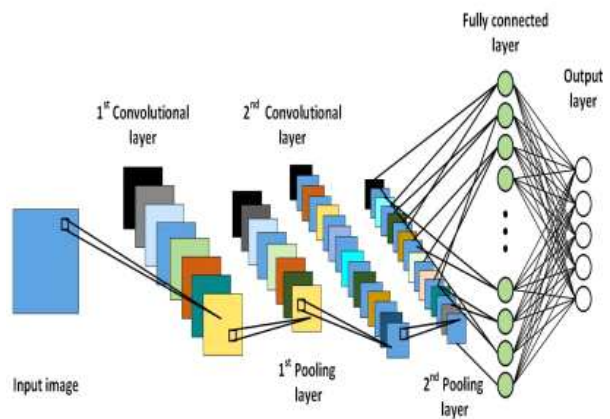 Fully connected
layer
Output
layer
1st Convolutional
layer
2nd Convolutional
layer
1st Pooling
layer
2nd Pooling
layer
Input image